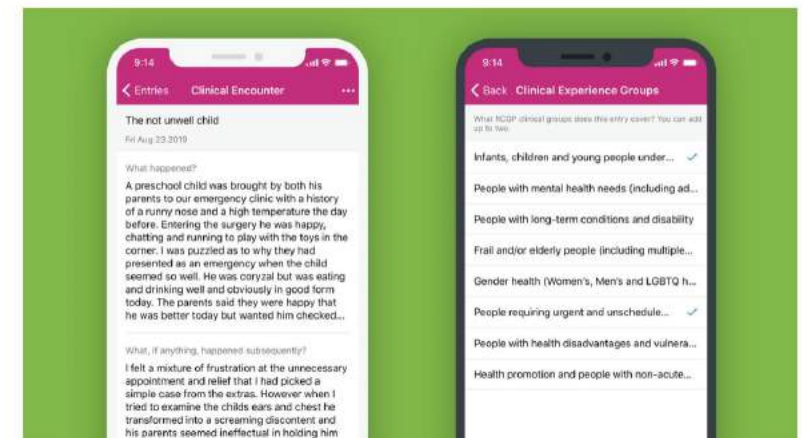 9:14
Entries Clinical Encounter
The not unwell child
Fri Aug 23 2019
What happened?
A preschool child was brought by both his
parents to our emergency clinic with a history
of a runny nose and a high temperature the day
before. Entering the surgery he was happy,
chatting and running to play with the toys in the
corner. I was puzzled as to why they had
presented as an emergency when the child
seemed so well. He was coryzal but was eating
and drinking well and obviously in good form
today. The parents said they were happy that
he was better today but wanted him checked...
What, if anything, happened subsequently?
I felt a mixture of frustration at the unnecessary
appointment and relief that I had picked a
simple case from the extras. However when I
tried to examine the childs ears and chest he
transformed into a screaming discontent and
his parents seemed ineffectual in holding him
9:14
Back Clinical Experience Groups
What RCGP clinical groups does this entry cover? You can add
up to two.
Infants, children and young people under...
People with mental health needs (including ad...
People with long-term conditions and disability
Frail and/or elderly people (including multiple...
Gender health (Women's, Men's and LGBTQ h...
People requiring urgent and unschedule...
People with health disadvantages and vulnera...
Health promotion and people with non-acute...